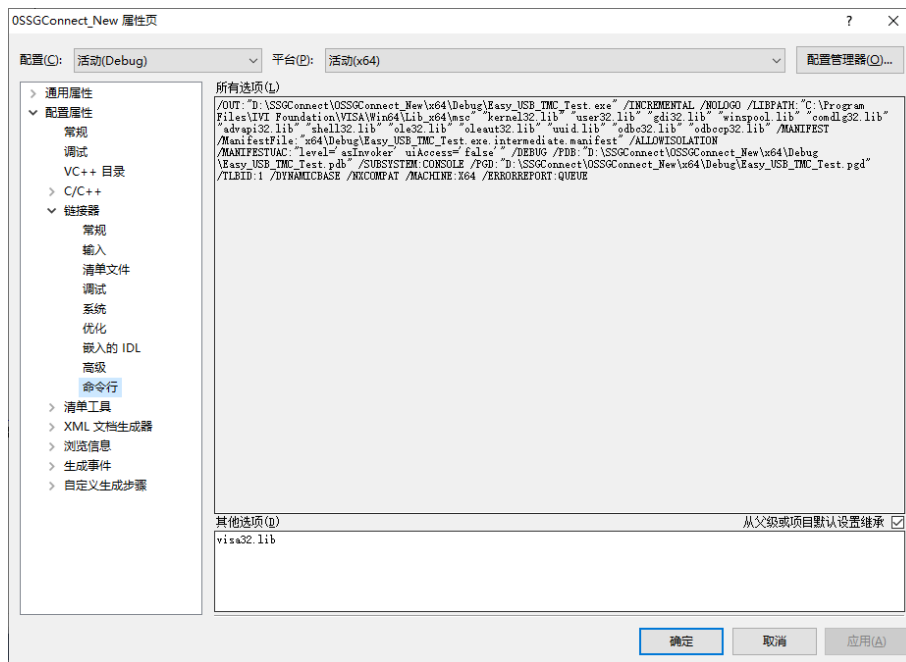 0SSGConnect_New 属性页
?
配置(C):
活动(Debug)
平台(P):
活动(x64)
配置管理器(O)...
通用属性
配置属性
常规
调试
VC++ 目录
C/C++
链接器
常规
输入
清单文件
调试
系统
优化
嵌入的 IDL
高级
命令行
清单工具
XML 文档生成器
浏览信息
生成事件
自定义生成步骤
所有选项(L)
/OUT:"D:\SSGConnect\0SSGConnect_New\x64\Debug\Easy_USB_TMC_Test.exe" /INCREMENTAL /NOLOGO /LIBPATH:"C:\Program
Files\IVI Foundation\VISA\Win64\Lib_x64\msc" "kernel32.lib" "user32.lib" "gdi32.lib" "winspool.lib" "comdlg32.lib"
"advapi32.lib" "shell32.lib" "ole32.lib" "oleaut32.lib" "uuid.lib" "odbc32.lib" "odbccp32.lib" /MANIFEST
/ManifestFile:"x64\Debug\Easy_USB_TMC_Test.exe.intermediate.manifest" /ALLOWISOLATION
/MANIFESTUAC:"level='asInvoker' uiAccess='false'" /DEBUG /PDB:"D:\SSGConnect\0SSGConnect_New\x64\Debug
\Easy_USB_TMC_Test.pdb" /SUBSYSTEM:CONSOLE /PGD:"D:\SSGConnect\0SSGConnect_New\x64\Debug\Easy_USB_TMC_Test.pgd"
/TLBID:1 /DYNAMICBASE /NXCOMPAT /MACHINE:X64 /ERRORREPORT:QUEUE
其他选项(D)
从父级或项目默认设置继承
visa32.lib
确定
取消
应用(A)